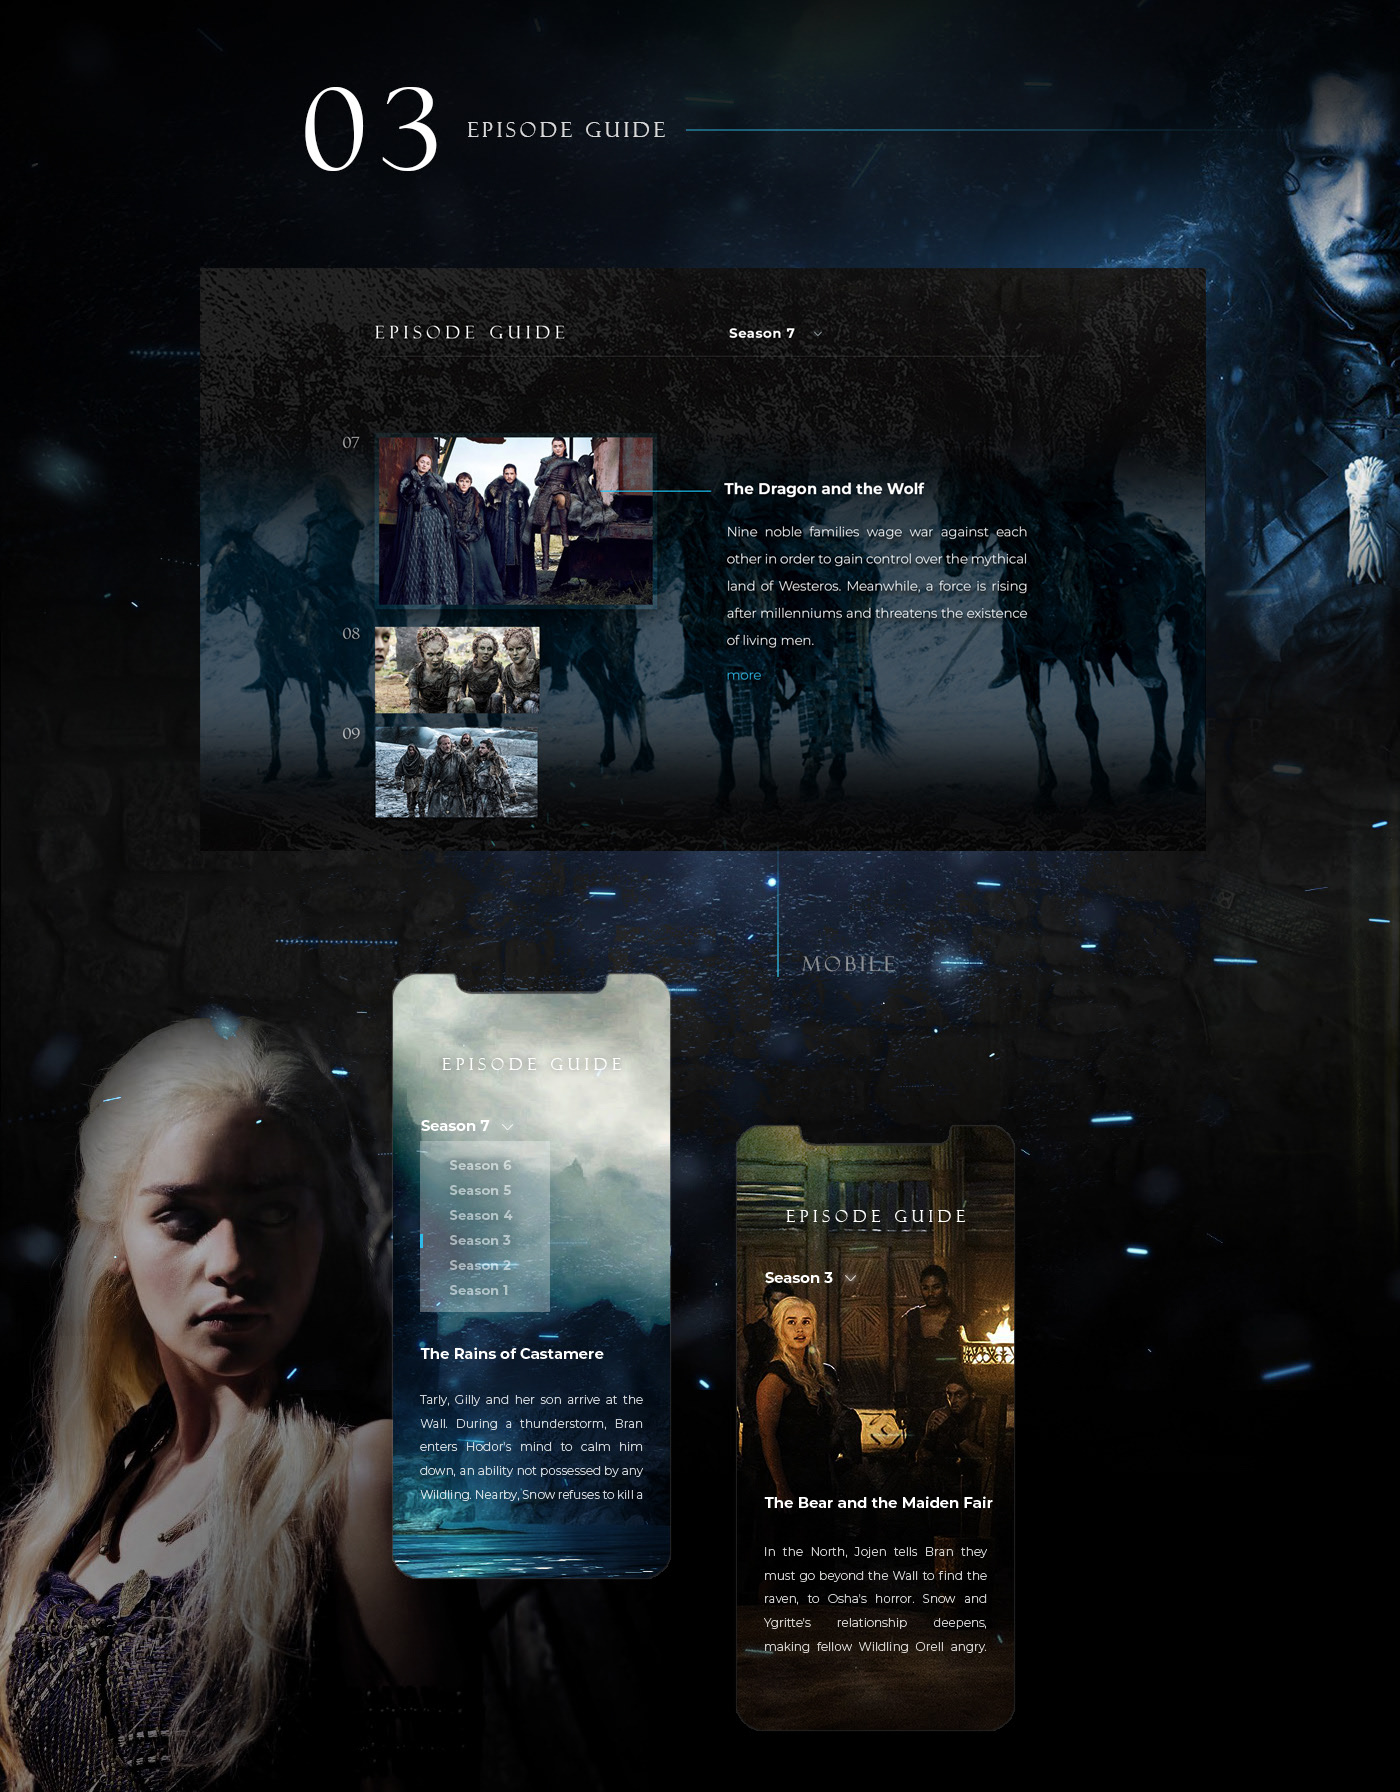 03
EPISODE GUIDE
EPISODE GUIDE
Season 7
07
The Dragon and the Wolf
Nine noble families wage war against each
other in order to gain control over the mythical
land of Westeros. Meanwhile, a force is rising
after millenniums and threatens the existence
of living men.
more
08
09
MOBILE
EPISODE GUIDE
Season 7
Season 6
Season 5
Season 4
Season 3
Season 2
Season 1
The Rains of Castamere
Tarly, Gilly and her son arrive at the
Wall. During a thunderstorm, Bran
enters Hodor's mind to calm him
down, an ability not possessed by any
Wildling. Nearby, Snow refuses to kill a
EPISODE GUIDE
Season 3
The Bear and the Maiden Fair
In the North, Jojen tells Bran they
must go beyond the Wall to find the
raven, to Osha's horror. Snow and
Ygritte's relationship deepens,
making fellow Wildling Orell angry.